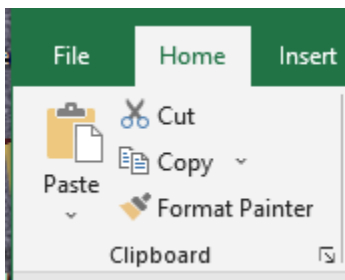 File Home Insert
Cut
Copy
Paste
Format Painter
Clipboard